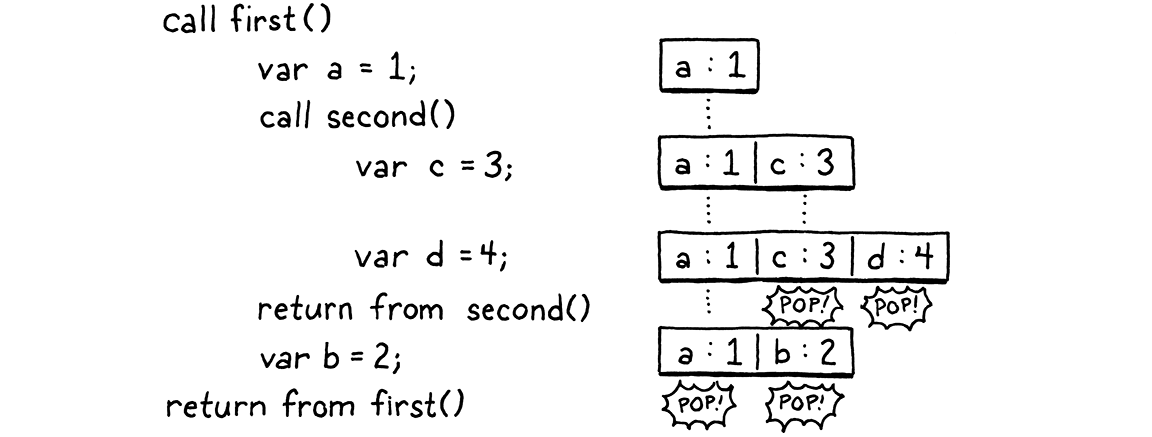 call first()
var a = 1;
a : 1
call second()
var c = 3;
a : 1 | c : 3
var d = 4;
a : 1 | c : 3 | d : 4
return from second()
POP! POP!
var b = 2;
a : 1 | b : 2
return from first()
POP! POP!